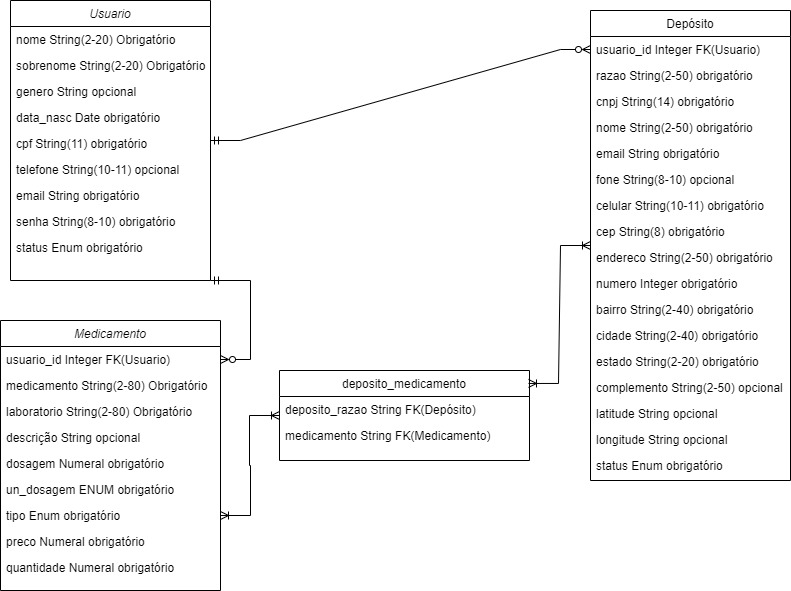 Usuario
nome String(2-20) Obrigatório
sobrenome String(2-20) Obrigatório
genero String opcional
data_nasc Date obrigatório
cpf String(11) obrigatório
telefone String(10-11) opcional
email String obrigatório
senha String(8-10) obrigatório
status Enum obrigatório
Depósito
usuario_id Integer FK(Usuario)
razao String(2-50) obrigatório
cnpj String(14) obrigatório
nome String(2-50) obrigatório
email String obrigatório
fone String(8-10) opcional
celular String(10-11) obrigatório
cep String(8) obrigatório
endereco String(2-50) obrigatório
numero Integer obrigatório
bairro String(2-40) obrigatório
cidade String(2-40) obrigatório
estado String(2-20) obrigatório
complemento String(2-50) opcional
latitude String opcional
longitude String opcional
status Enum obrigatório
Medicamento
usuario_id Integer FK(Usuario)
medicamento String(2-80) Obrigatório
laboratorio String(2-80) Obrigatório
descrição String opcional
dosagem Numeral obrigatório
un_dosagem ENUM obrigatório
tipo Enum obrigatório
preco Numeral obrigatório
quantidade Numeral obrigatório
deposito_medicamento
deposito_razao String FK(Depósito)
medicamento String FK(Medicamento)